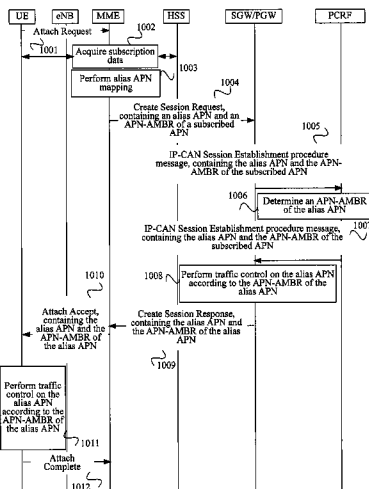 UE eNB MME HSS SGW/PGW PCRF
Attach Request
1001
1002
Acquire subscription
data
1003
Perform alias APN
mapping
1004
Create Session Request,
containing an alias APN and an
APN-AMBR of a subscribed
APN
1005
IP-CAN Session Establishment procedure
message, containing the alias APN and the APN-
AMBR of the subscribed APN
1006
Determine an APN-AMBR
of the alias APN
1007
IP-CAN Session Establishment procedure message,
containing the alias APN and the APN-AMBR of the
subscribed APN
1008
Perform traffic control on the alias APN
according to the APN-AMBR of the
alias APN
1010
Attach Accept,
containing the
alias APN and the
APN-AMBR of
the alias APN
Create Session Response,
containing the alias APN and
the APN-AMBR of the alias
APN
1009
Perform traffic
control on the
alias APN
according to the
APN-AMBR of
the alias APN
1011
Attach
Complete
1012